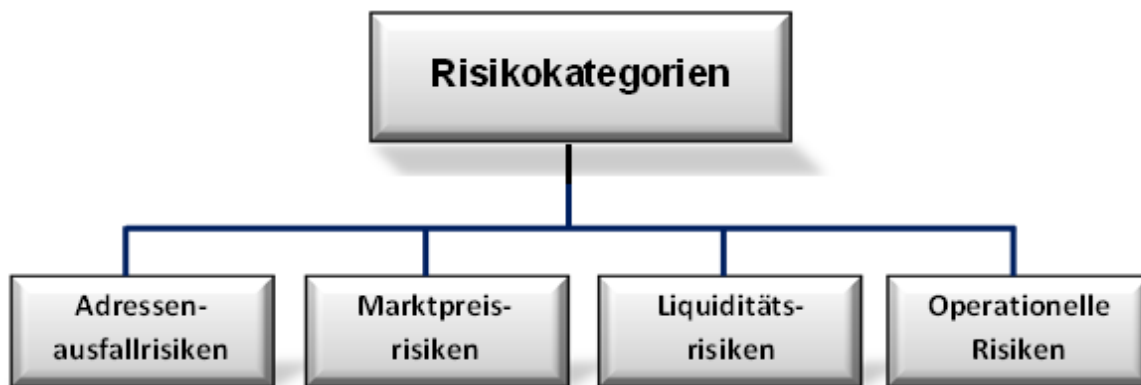 Risikokategorien
Adressen-
ausfallrisiken
Marktpreis-
risiken
Liquiditäts-
risiken
Operationelle
Risiken